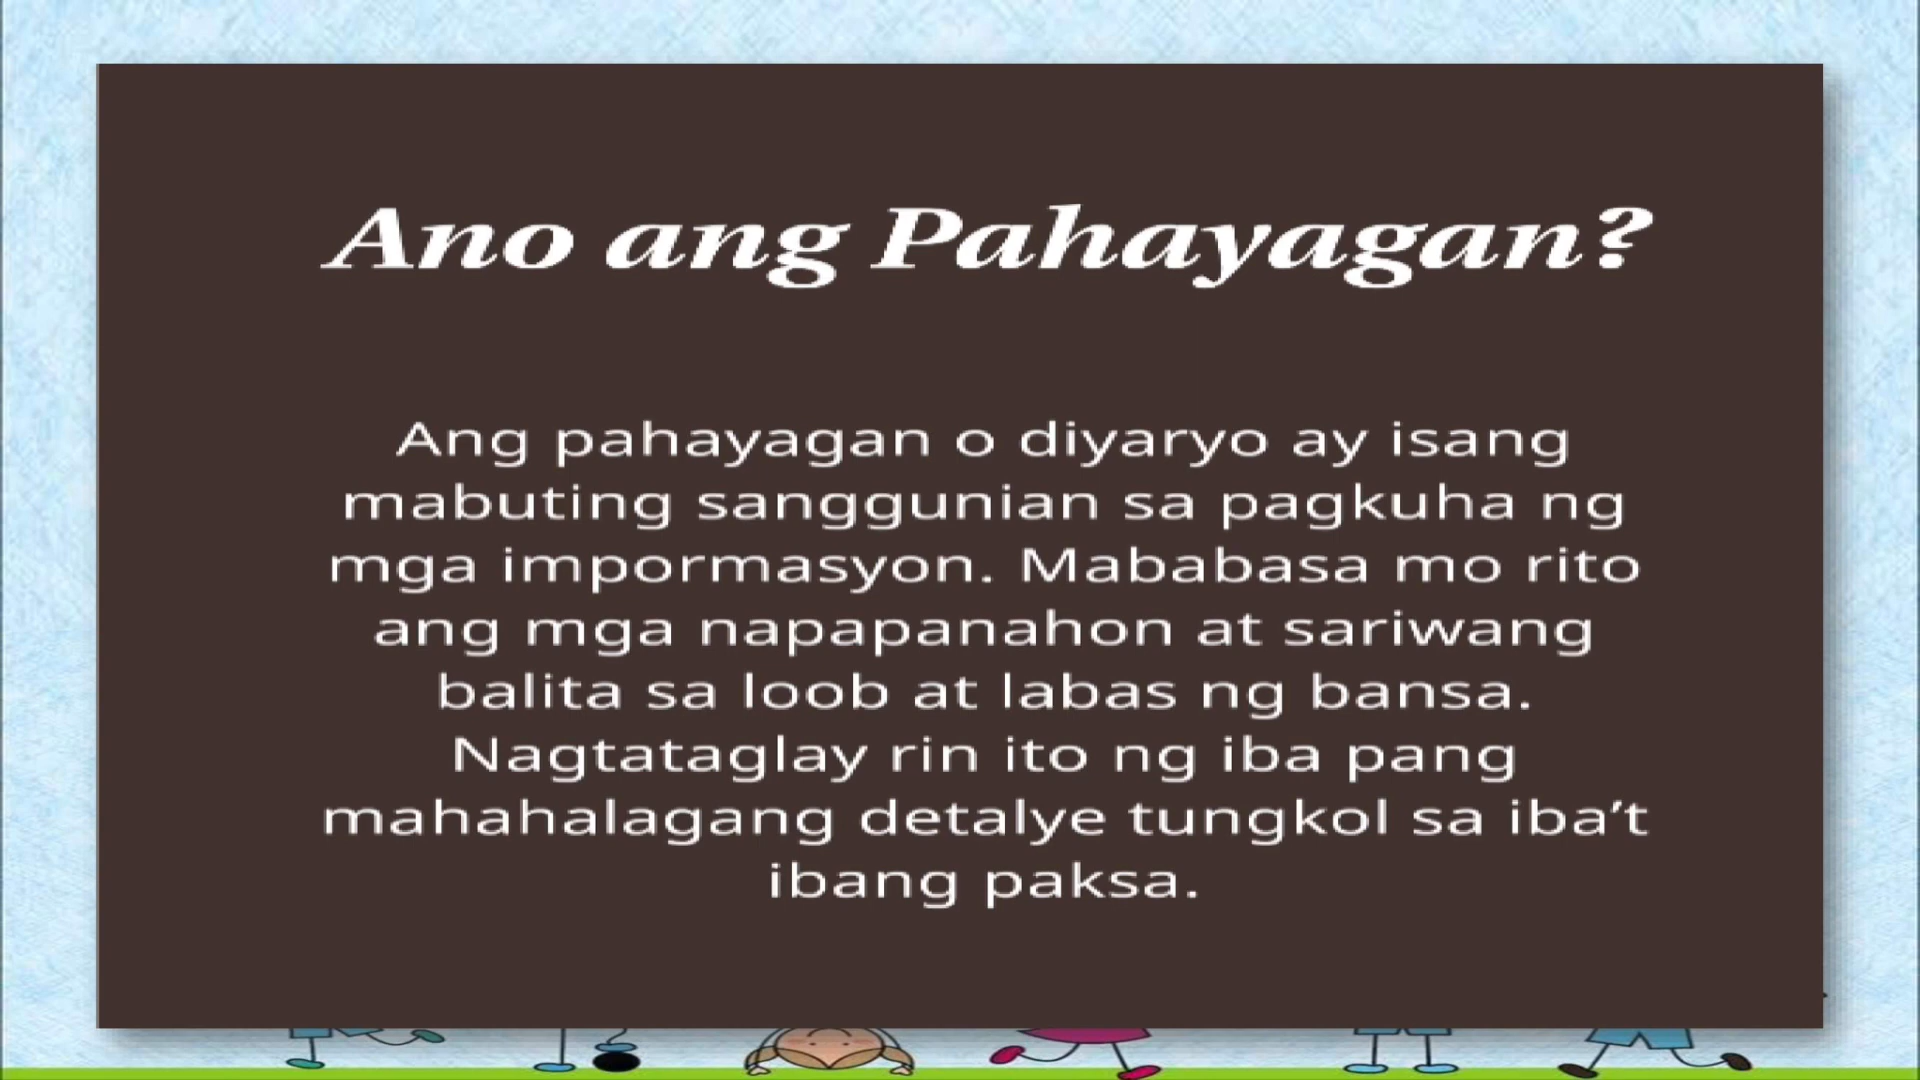 Ano ang Pahayagan?
Ang pahayagan o diyaryo ay isang
mabuting sanggunian sa pagkuha ng
mga impormasyon. Mababasa mo rito
ang mga napapanahon at sariwang
balita sa loob at labas ng bansa.
Nagtataglay rin ito ng iba pang
mahahalagang detalye tungkol sa iba’t
ibang paksa.